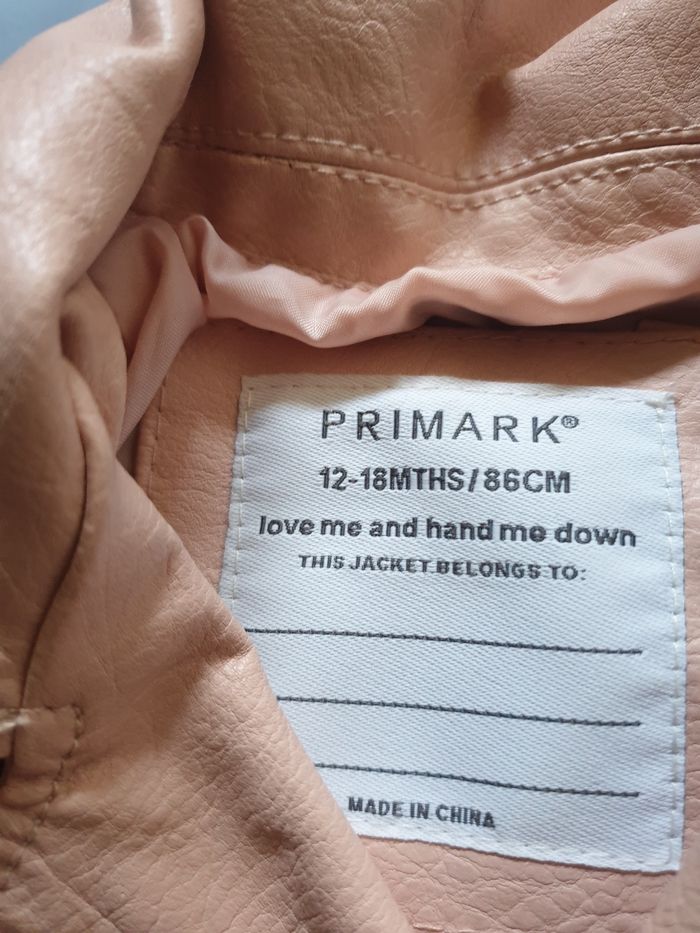 PRIMARK®
12-18MTHS/86CM
love me and hand me down
THIS JACKET BELONGS TO:
MADE IN CHINA